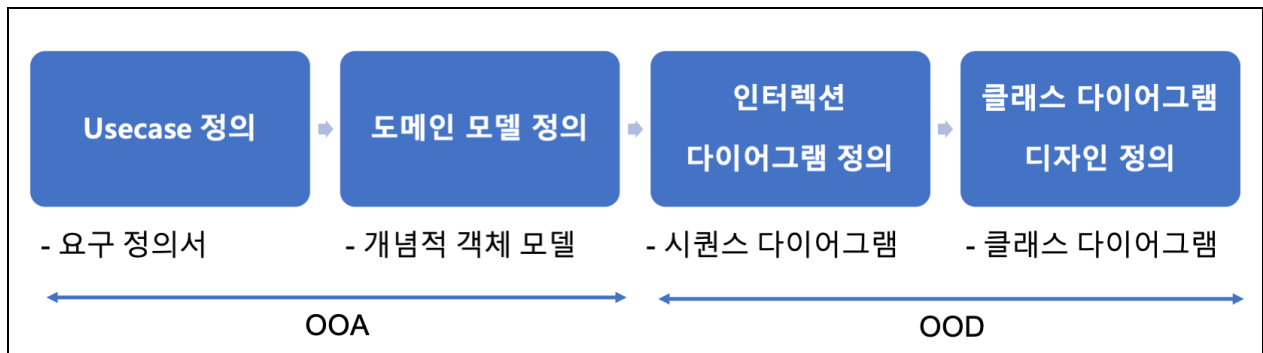 Usecase 정의
도메인 모델 정의
인터렉션
다이어그램 정의
클래스 다이어그램
디자인 정의
- 요구 정의서
- 개념적 객체 모델
- 시퀀스 다이어그램
- 클래스 다이어그램
OOA
OOD